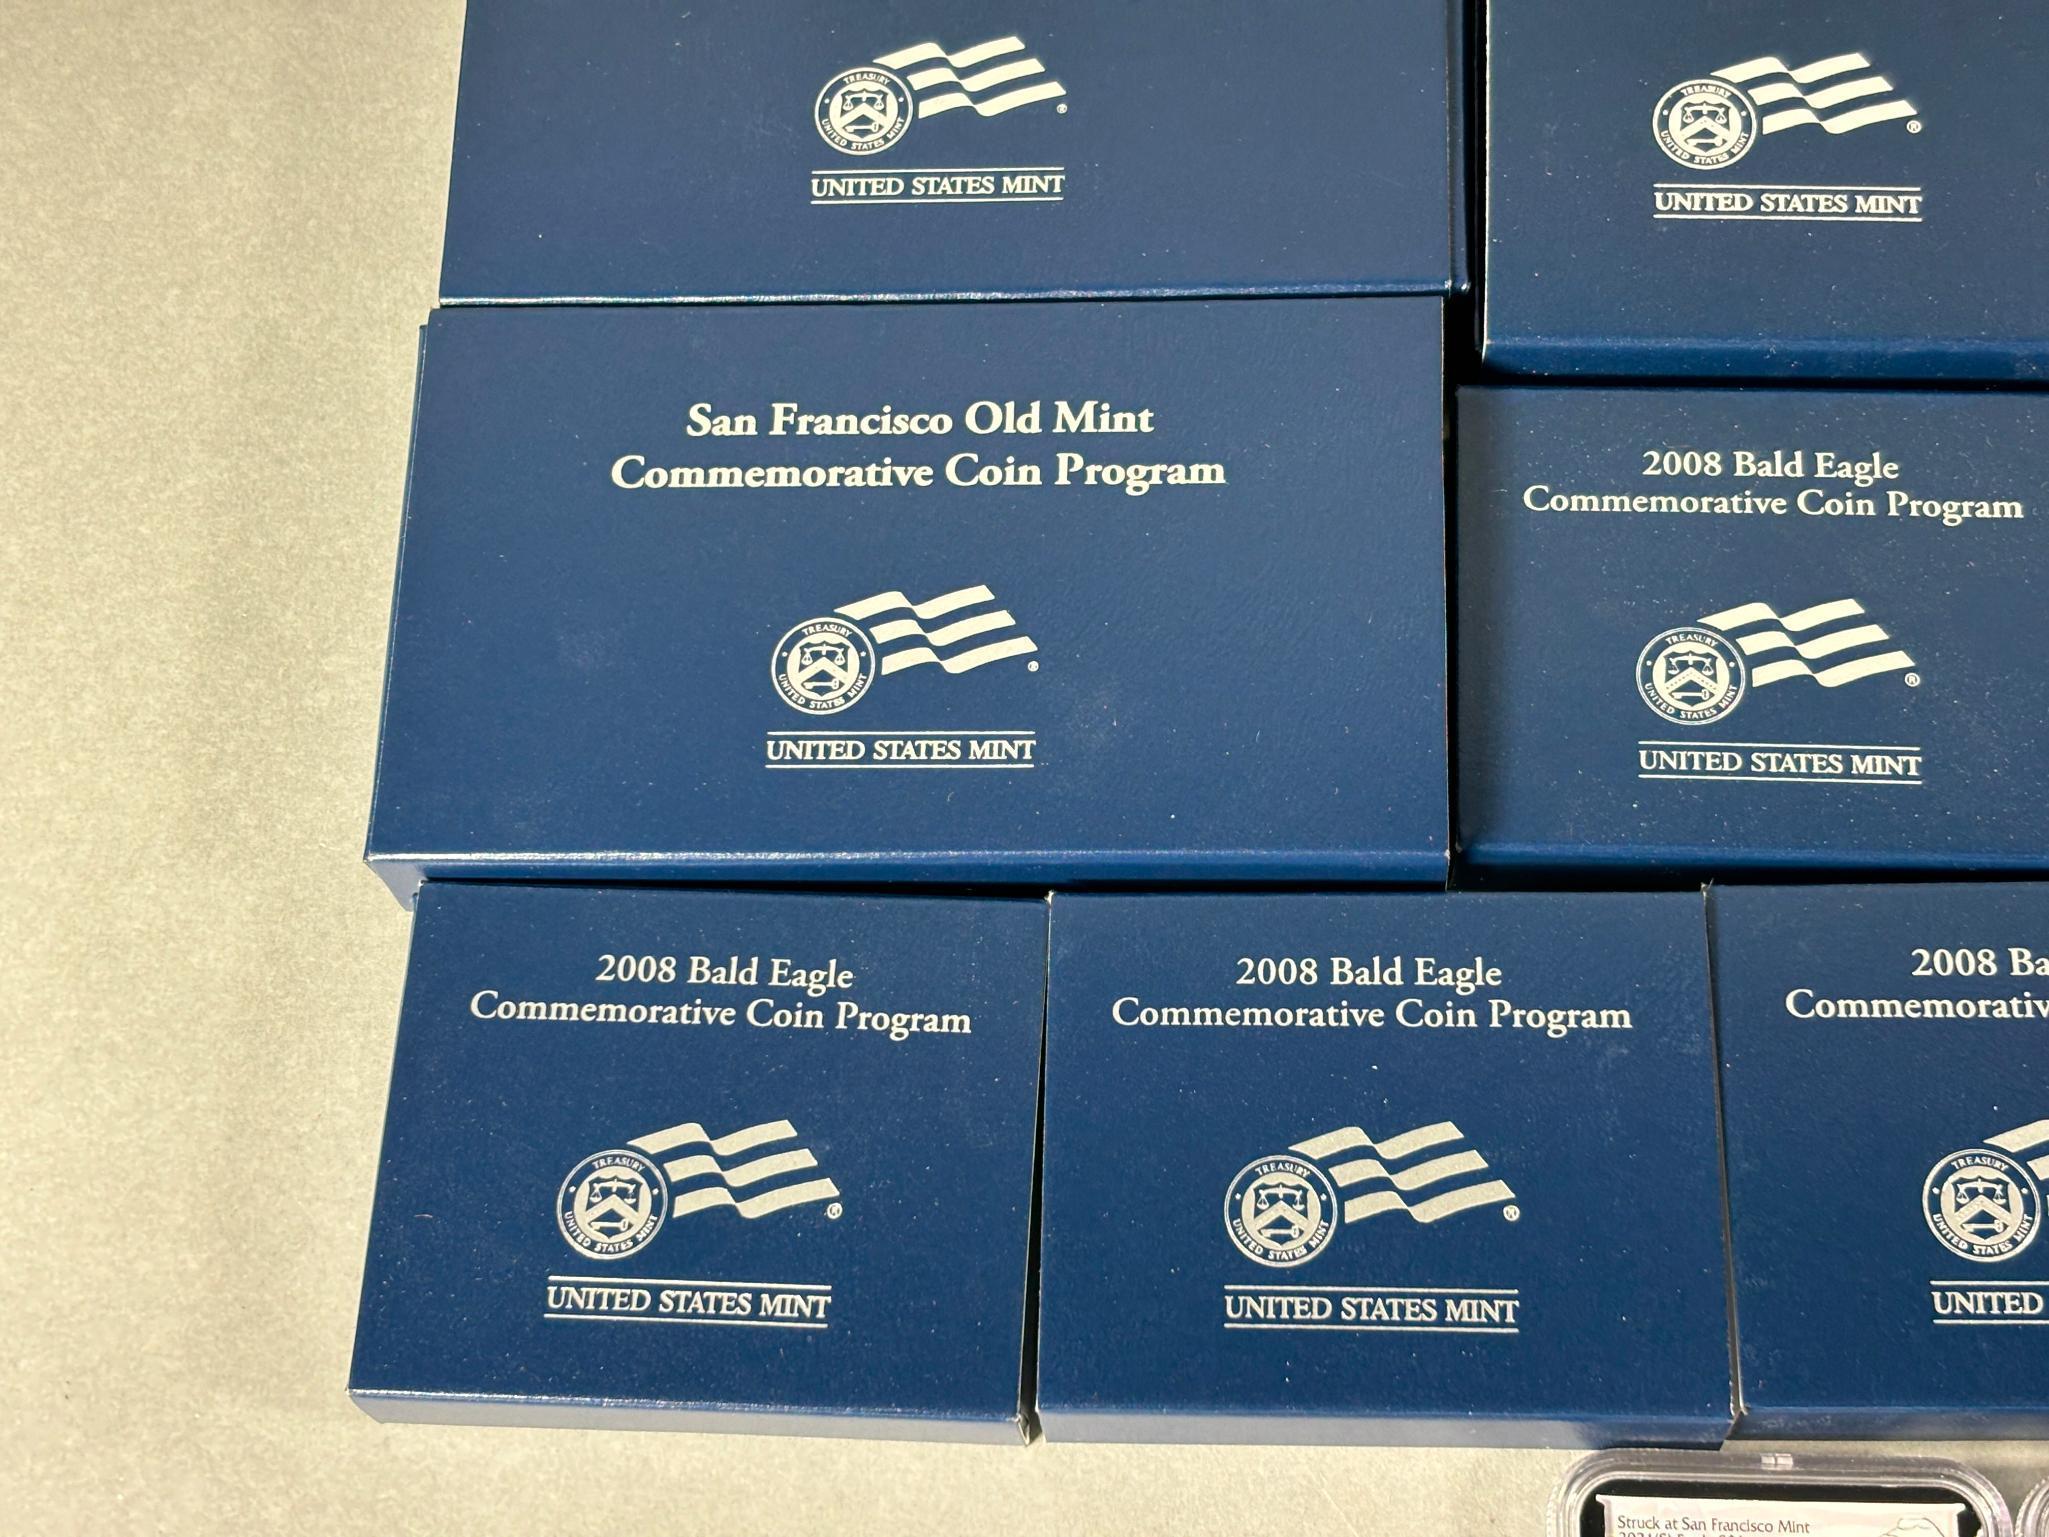 TREASURY
UNITED STATES MINT
®
UNITED STATES MINT
TREASURY
UNITED STATES MINT
®
UNITED STATES MINT
San Francisco Old Mint
Commemorative Coin Program
TREASURY
UNITED STATES MINT
®
UNITED STATES MINT
2008 Bald Eagle
Commemorative Coin Program
TREASURY
UNITED STATES MINT
®
UNITED STATES MINT
2008 Bald Eagle
Commemorative Coin Program
TREASURY
UNITED STATES MINT
®
UNITED STATES MINT
2008 Bald Eagle
Commemorative Coin Program
TREASURY
UNITED STATES MINT
®
UNITED STATES MINT
2008 Ba
Commemorativ
TREASURY
UNITED STATES MINT
UNITED
Struck at San Francisco Mint